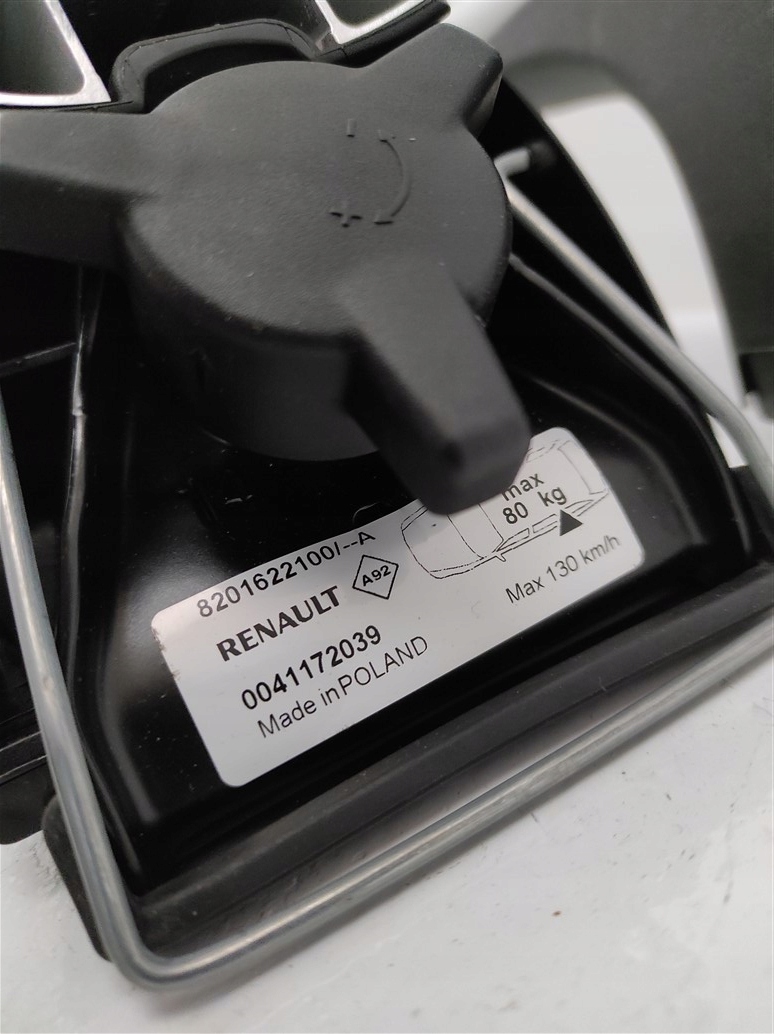 - +
8201622100/--A
RENAULT
A92
0041172039
Made in POLAND
max
80 kg
Max 130 km/h